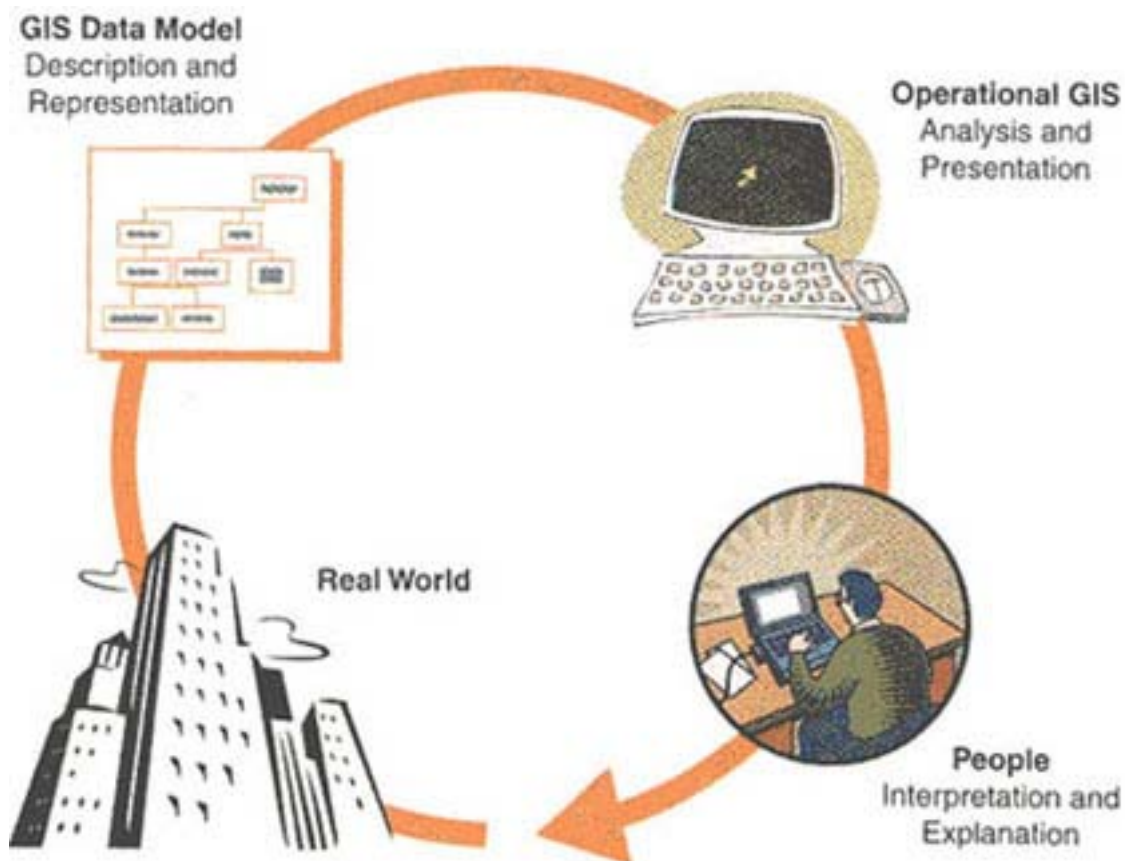 GIS Data Model
Description and
Representation
Operational GIS
Analysis and
Presentation
Real World
People
Interpretation and
Explanation